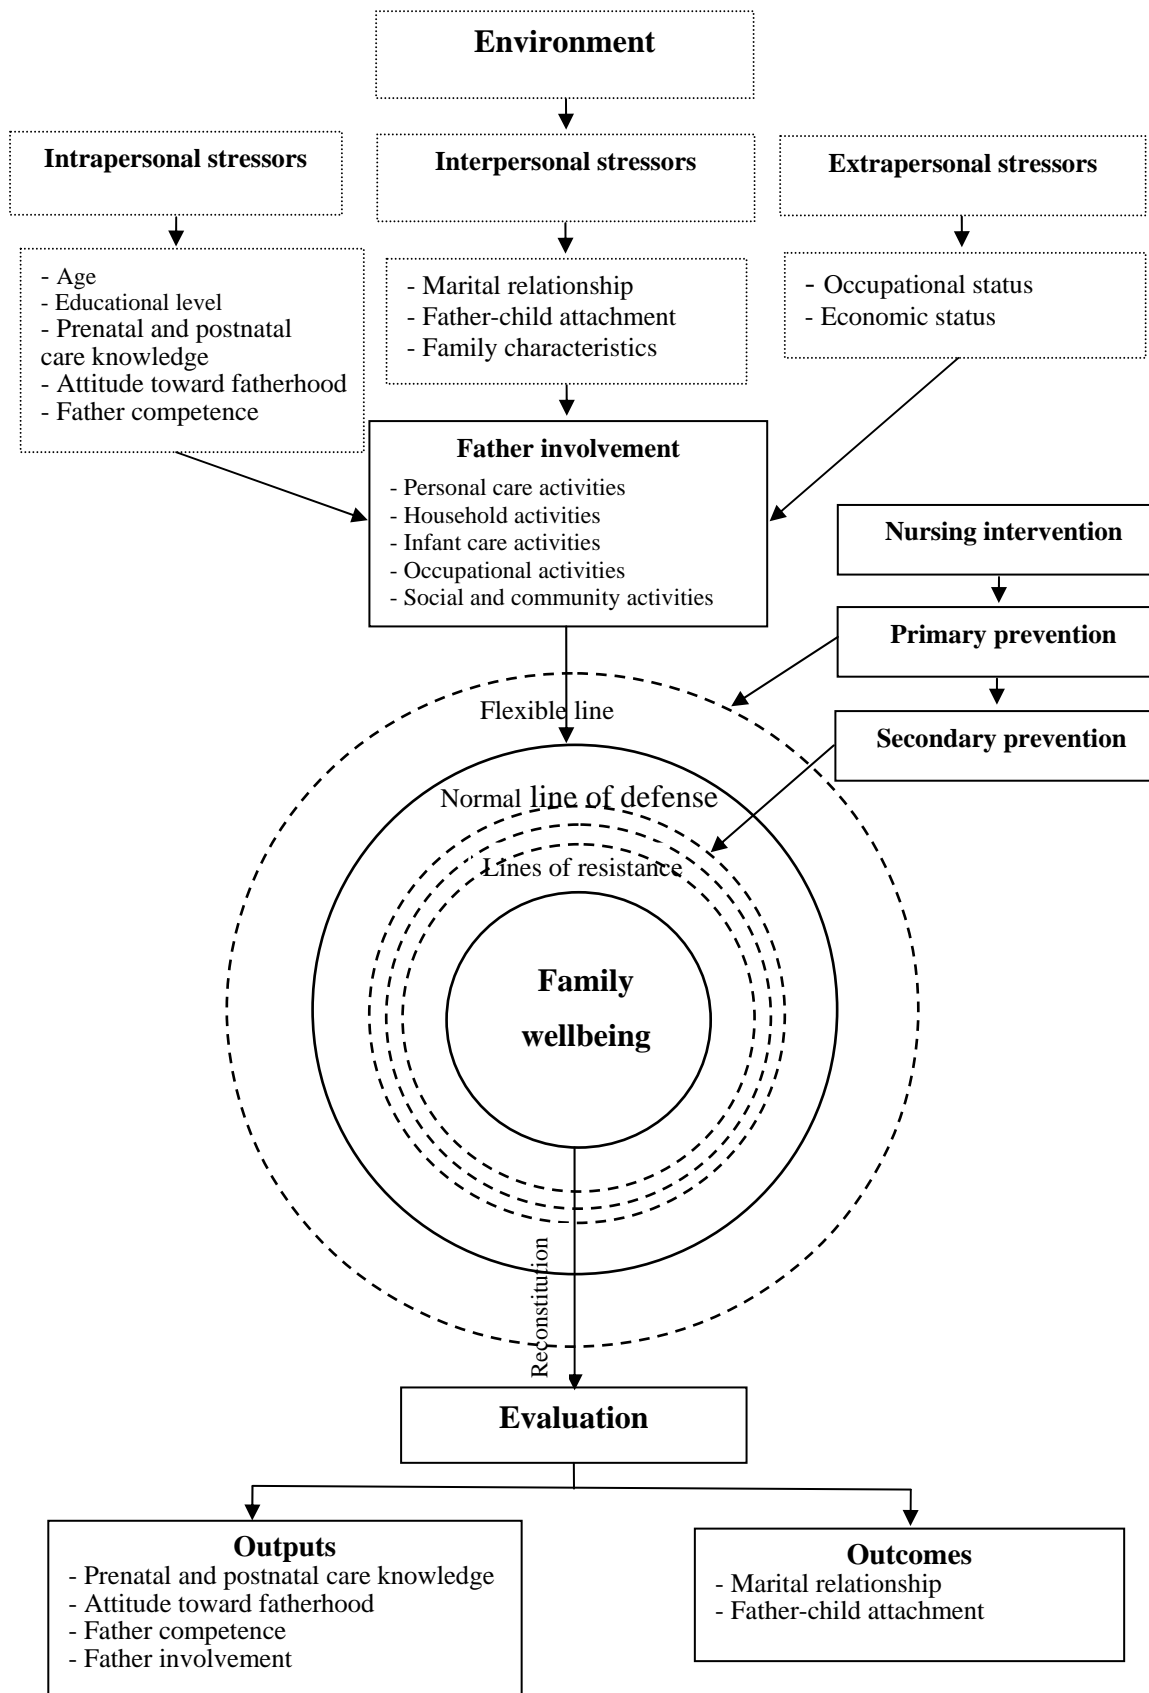 Environment
Intrapersonal stressors
Interpersonal stressors
Extrapersonal stressors
- Age
- Educational level
- Prenatal and postnatal
care knowledge
- Attitude toward fatherhood
- Father competence
- Marital relationship
- Father-child attachment
- Family characteristics
- Occupational status
- Economic status
Father involvement
- Personal care activities
- Household activities
- Infant care activities
- Occupational activities
- Social and community activities
Nursing intervention
Primary prevention
Secondary prevention
Flexible line
Normal line of defense
Lines of resistance
Family
wellbeing
Reconstitution
Evaluation
Outputs
- Prenatal and postnatal care knowledge
- Attitude toward fatherhood
- Father competence
- Father involvement
Outcomes
- Marital relationship
- Father-child attachment